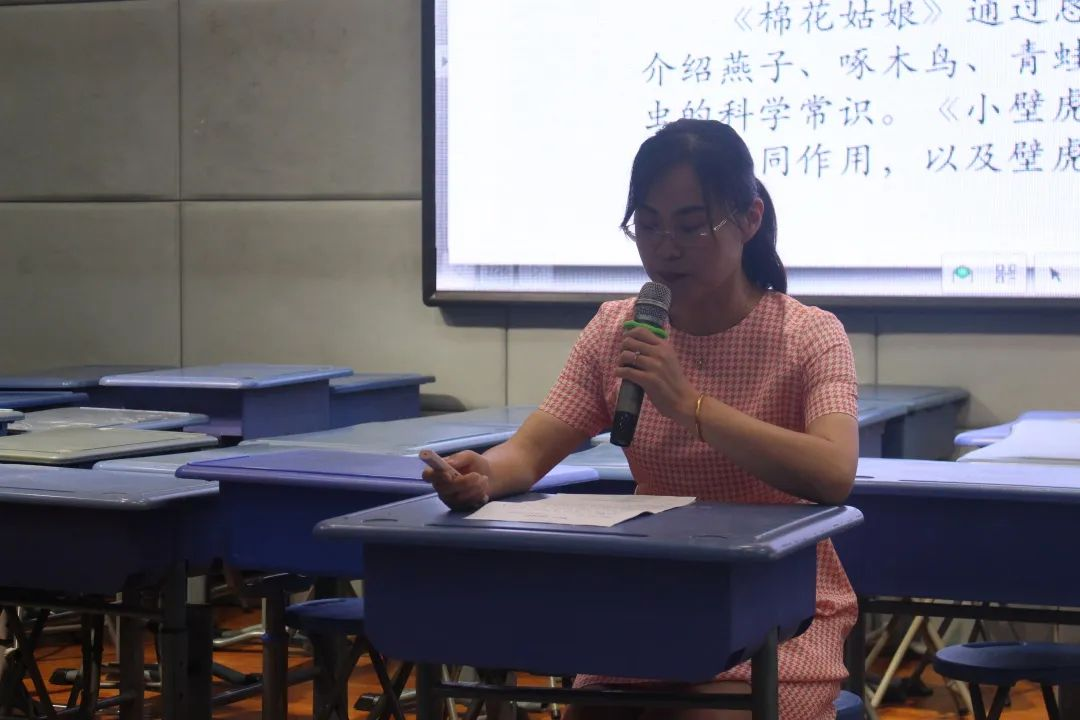 《棉花姑娘》通过
介绍燕子、啄木鸟、青蛙
虫的科学常识。《小壁虎
同作用，以及壁虎